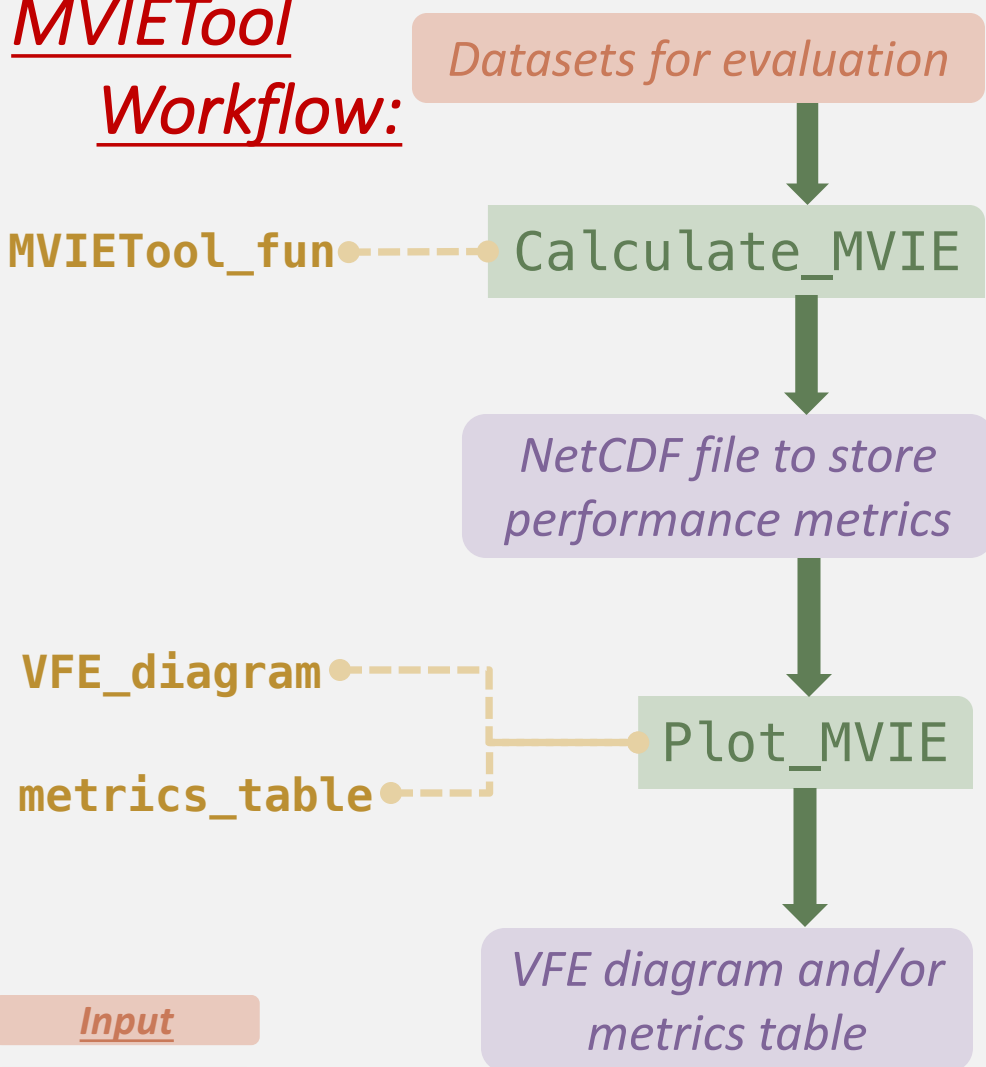 MVIETool
Workflow:
Datasets for evaluation
MVIETool_fun
Calculate_MVIE
NetCDF file to store
performance metrics
VFE_diagram
metrics_table
Plot_MVIE
VFE diagram and/or
metrics table
Input